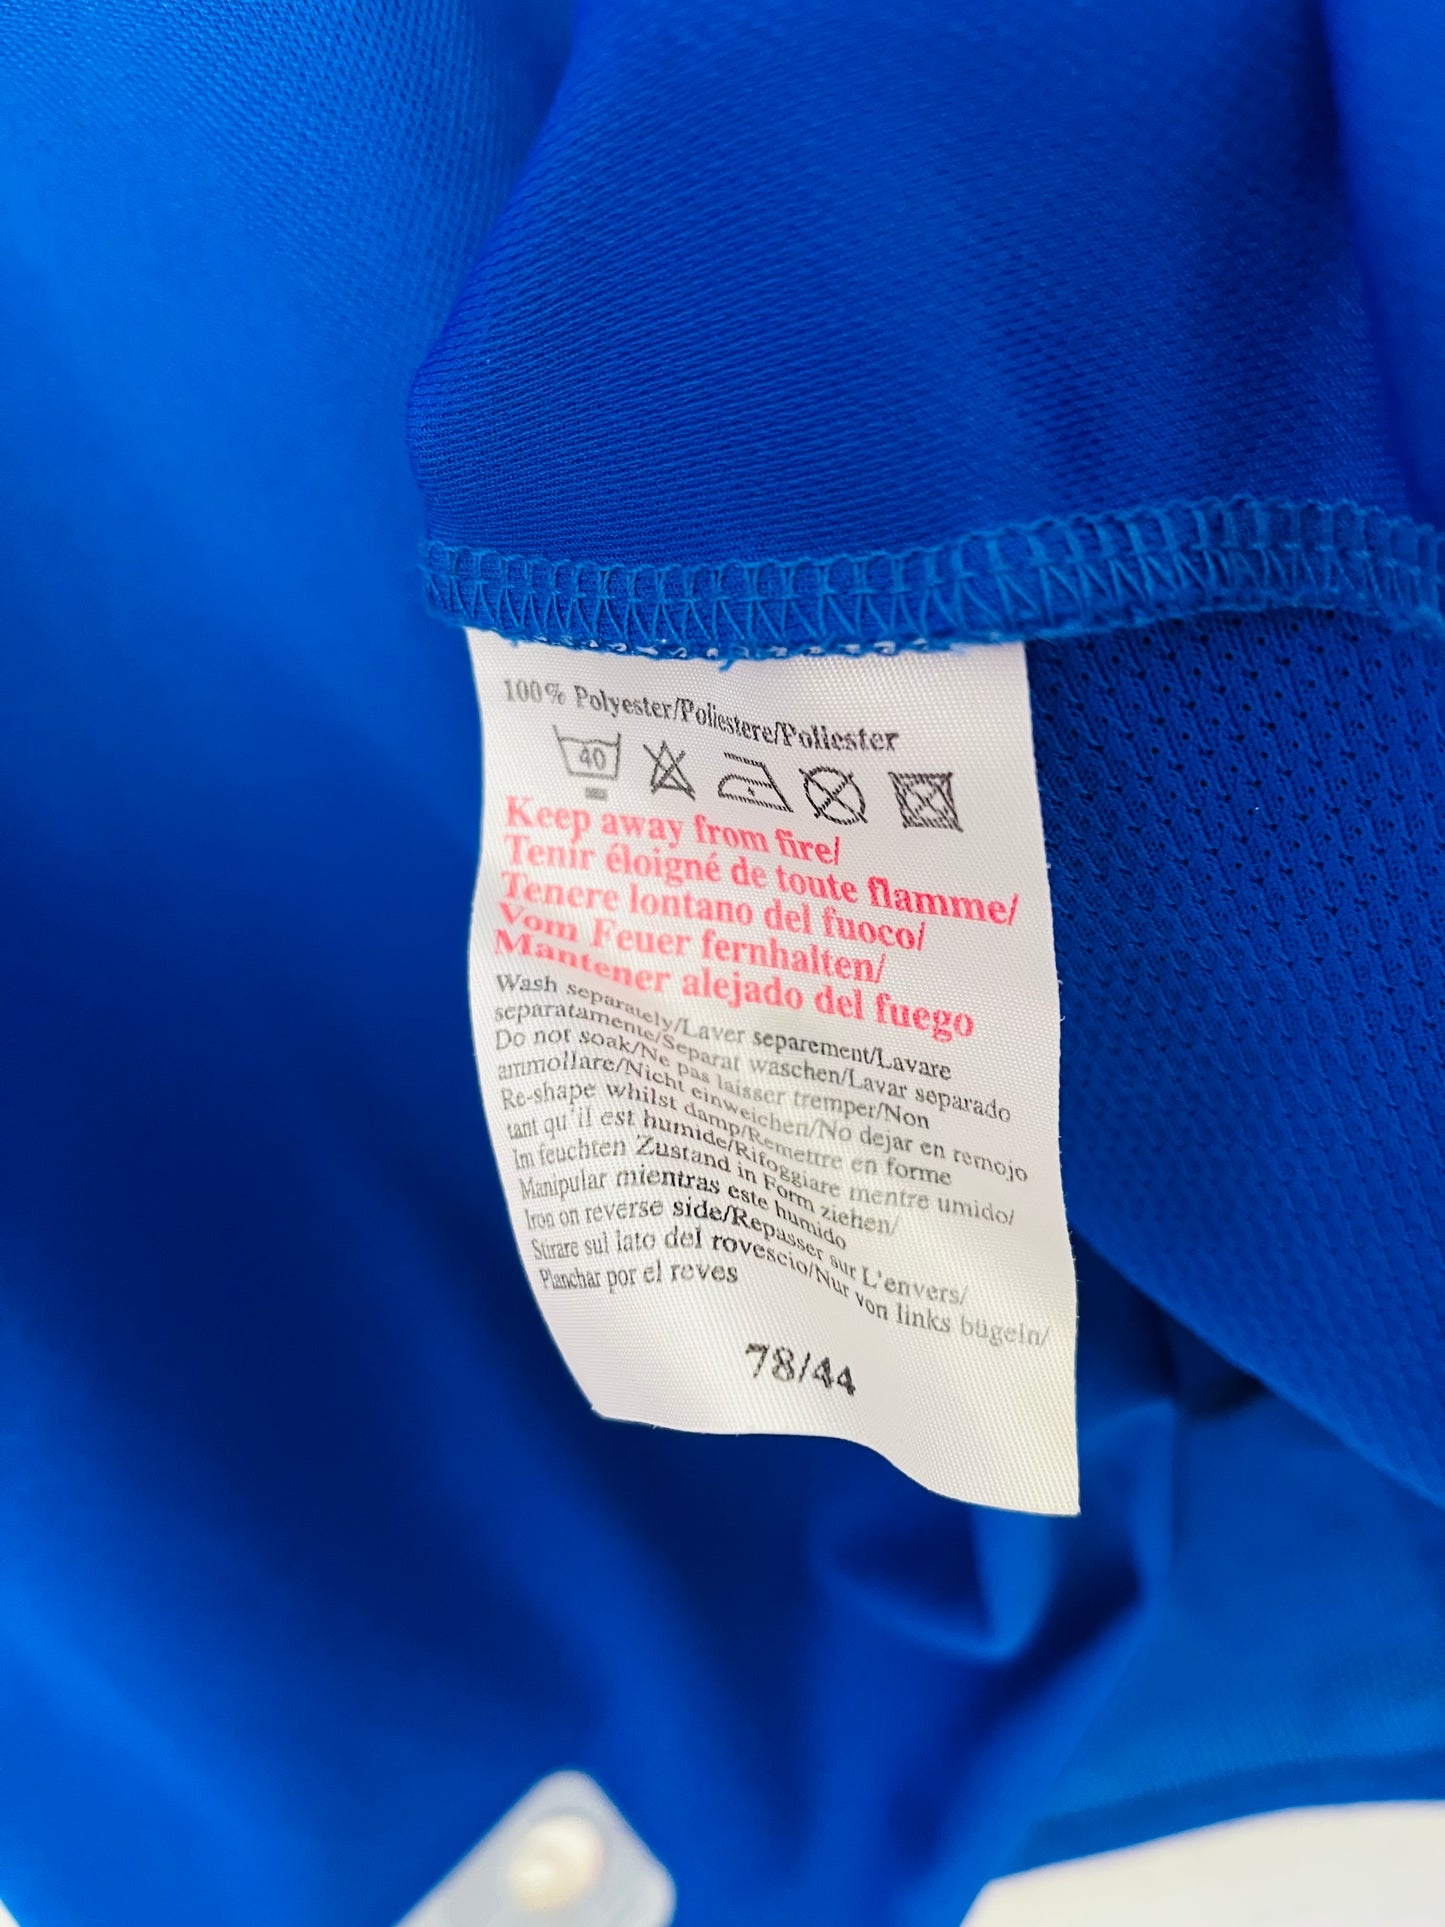 100% Polyester/Poliestere/Poliester
40
Keep away from fire/
Tenir éloigné de toute flamme/
Tenere lontano del fuoco/
Vom Feuer fernhalten/
Mantener alejado del fuego
Wash separately/Laver separement/Lavare
separatamente/Separat waschen/Lavar separado
Do not soak/Ne pas laisser tremper/Non
ammollare/Nicht einweichen/No dejar en remojo
Re-shape whilst damp/Remettre en forme
tant qu'il est humide/Rifoggiare mentre umido/
Im feuchten Zustand in Form ziehen/
Manipular mientras este humido
Iron on reverse side/Repasser sur L'envers/
Stirare sul lato del rovescio/Nur von links bügeln/
Planchar por el reves
78/44